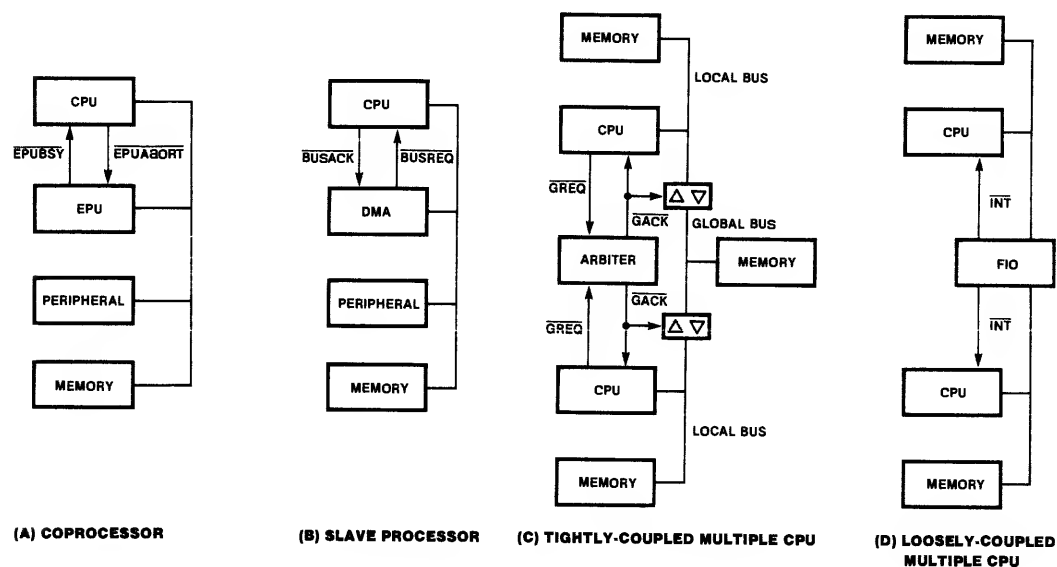 CPU
EPUBSY
EPUABORT
EPU
PERIPHERAL
MEMORY
(A) COPROCESSOR
CPU
BUSACK
BUSREQ
DMA
PERIPHERAL
MEMORY
(B) SLAVE PROCESSOR
MEMORY
LOCAL BUS
CPU
GREQ
GACK
GLOBAL BUS
ARBITER
MEMORY
GACK
GREQ
CPU
LOCAL BUS
MEMORY
(C) TIGHTLY-COUPLED MULTIPLE CPU
MEMORY
CPU
INT
FIO
INT
CPU
MEMORY
(D) LOOSELY-COUPLED
MULTIPLE CPU